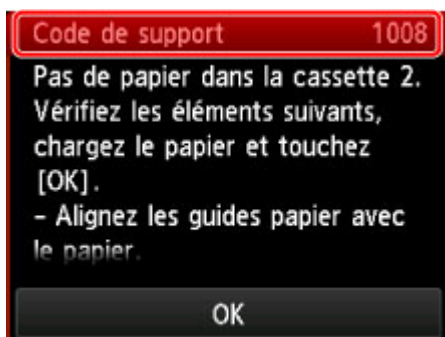 Code de support 1008
Pas de papier dans la cassette 2.
Vérifiez les éléments suivants,
chargez le papier et touchez
[OK].
- Alignez les guides papier avec
le papier.
OK